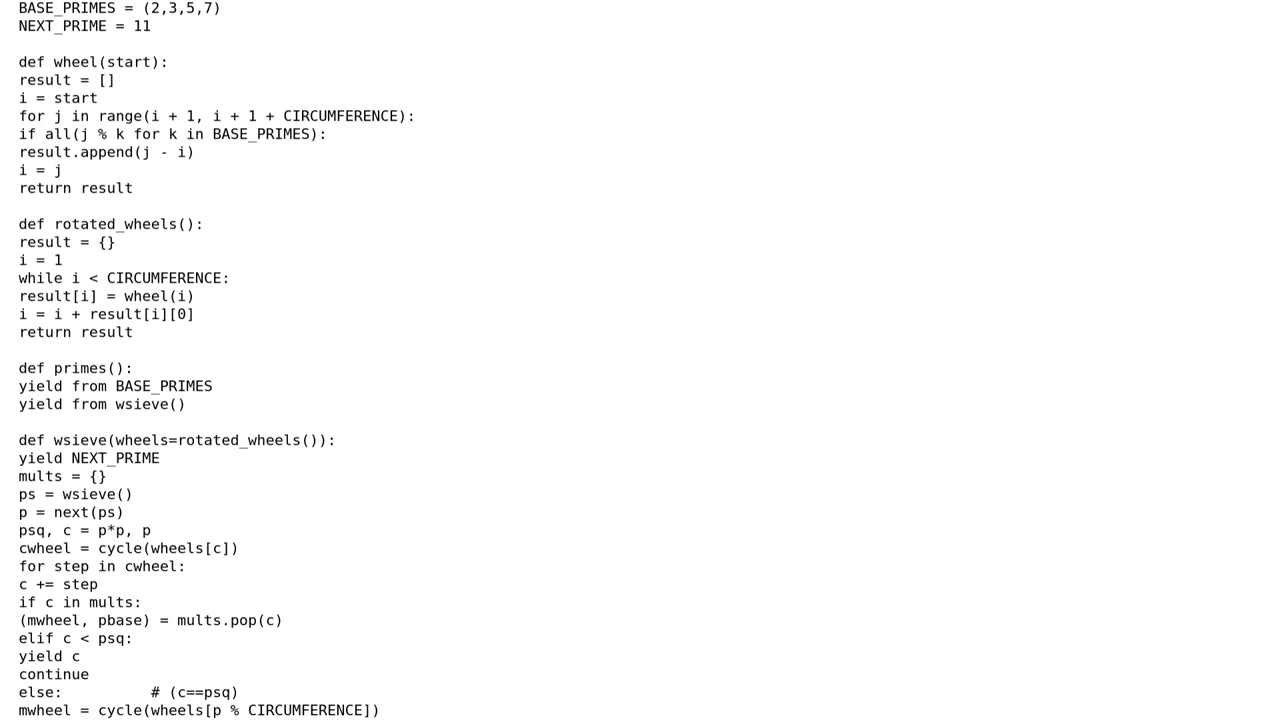 BASE_PRIMES = (2,3,5,7)
NEXT_PRIME = 11

def wheel(start):
result = []
i = start
for j in range(i + 1, i + 1 + CIRCUMFERENCE):
if all(j % k for k in BASE_PRIMES):
result.append(j - i)
i = j
return result

def rotated_wheels():
result = {}
i = 1
while i < CIRCUMFERENCE:
result[i] = wheel(i)
i = i + result[i][0]
return result

def primes():
yield from BASE_PRIMES
yield from wsieve()

def wsieve(wheels=rotated_wheels()):
yield NEXT_PRIME
mults = {}
ps = wsieve()
p = next(ps)
psq, c = p*p, p
cwheel = cycle(wheels[c])
for step in cwheel:
c += step
if c in mults:
(mwheel, pbase) = mults.pop(c)
elif c < psq:
yield c
continue
else:          # (c==psq)
mwheel = cycle(wheels[p % CIRCUMFERENCE])